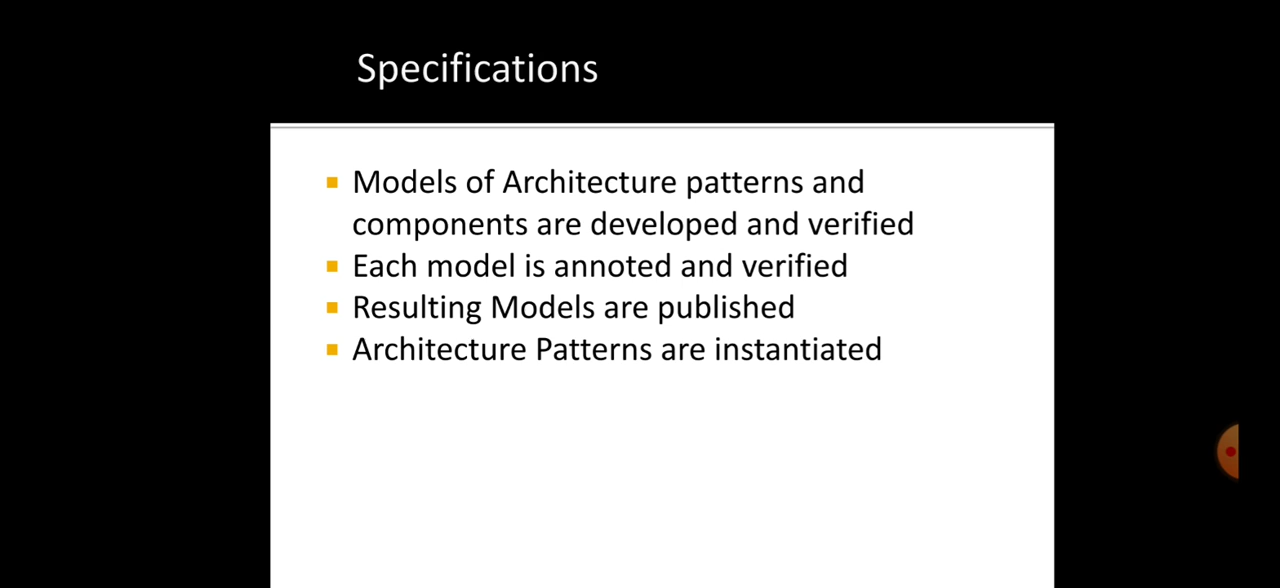 Specifications
Models of Architecture patterns and
components are developed and verified
Each model is annoted and verified
Resulting Models are published
Architecture Patterns are instantiated